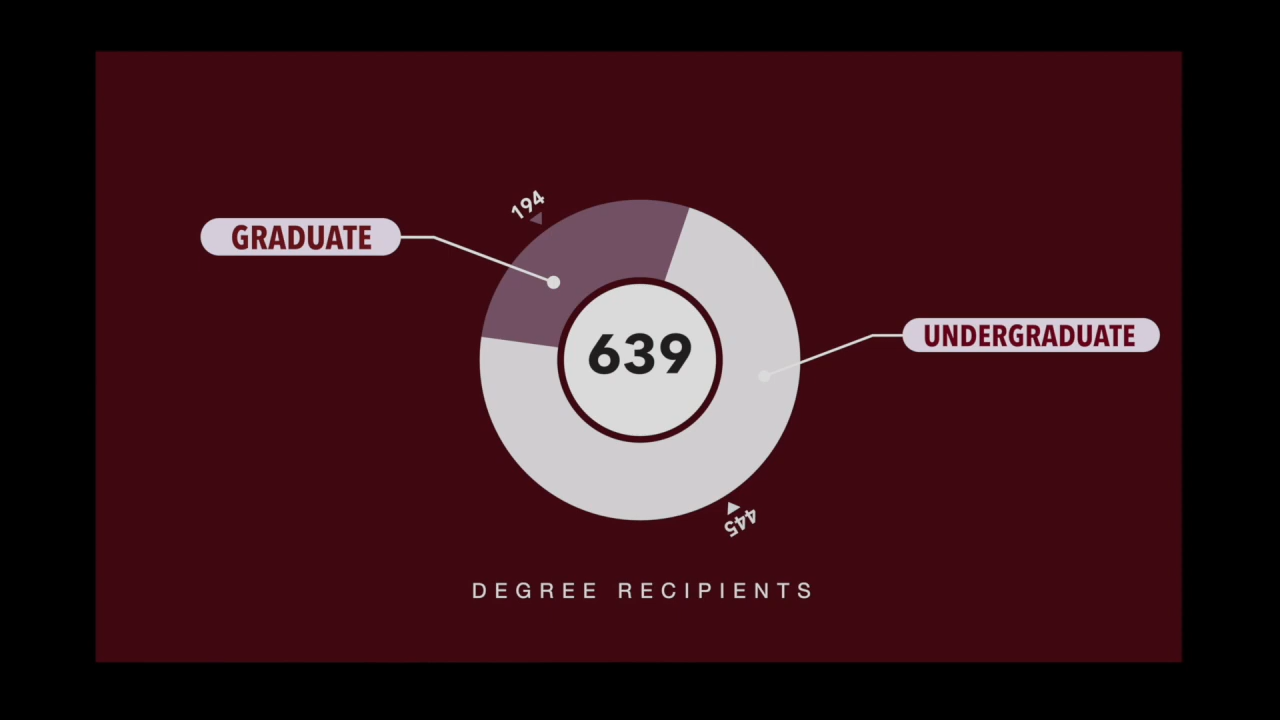 194
GRADUATE
UNDERGRADUATE
639
445
DEGREE RECIPIENTS